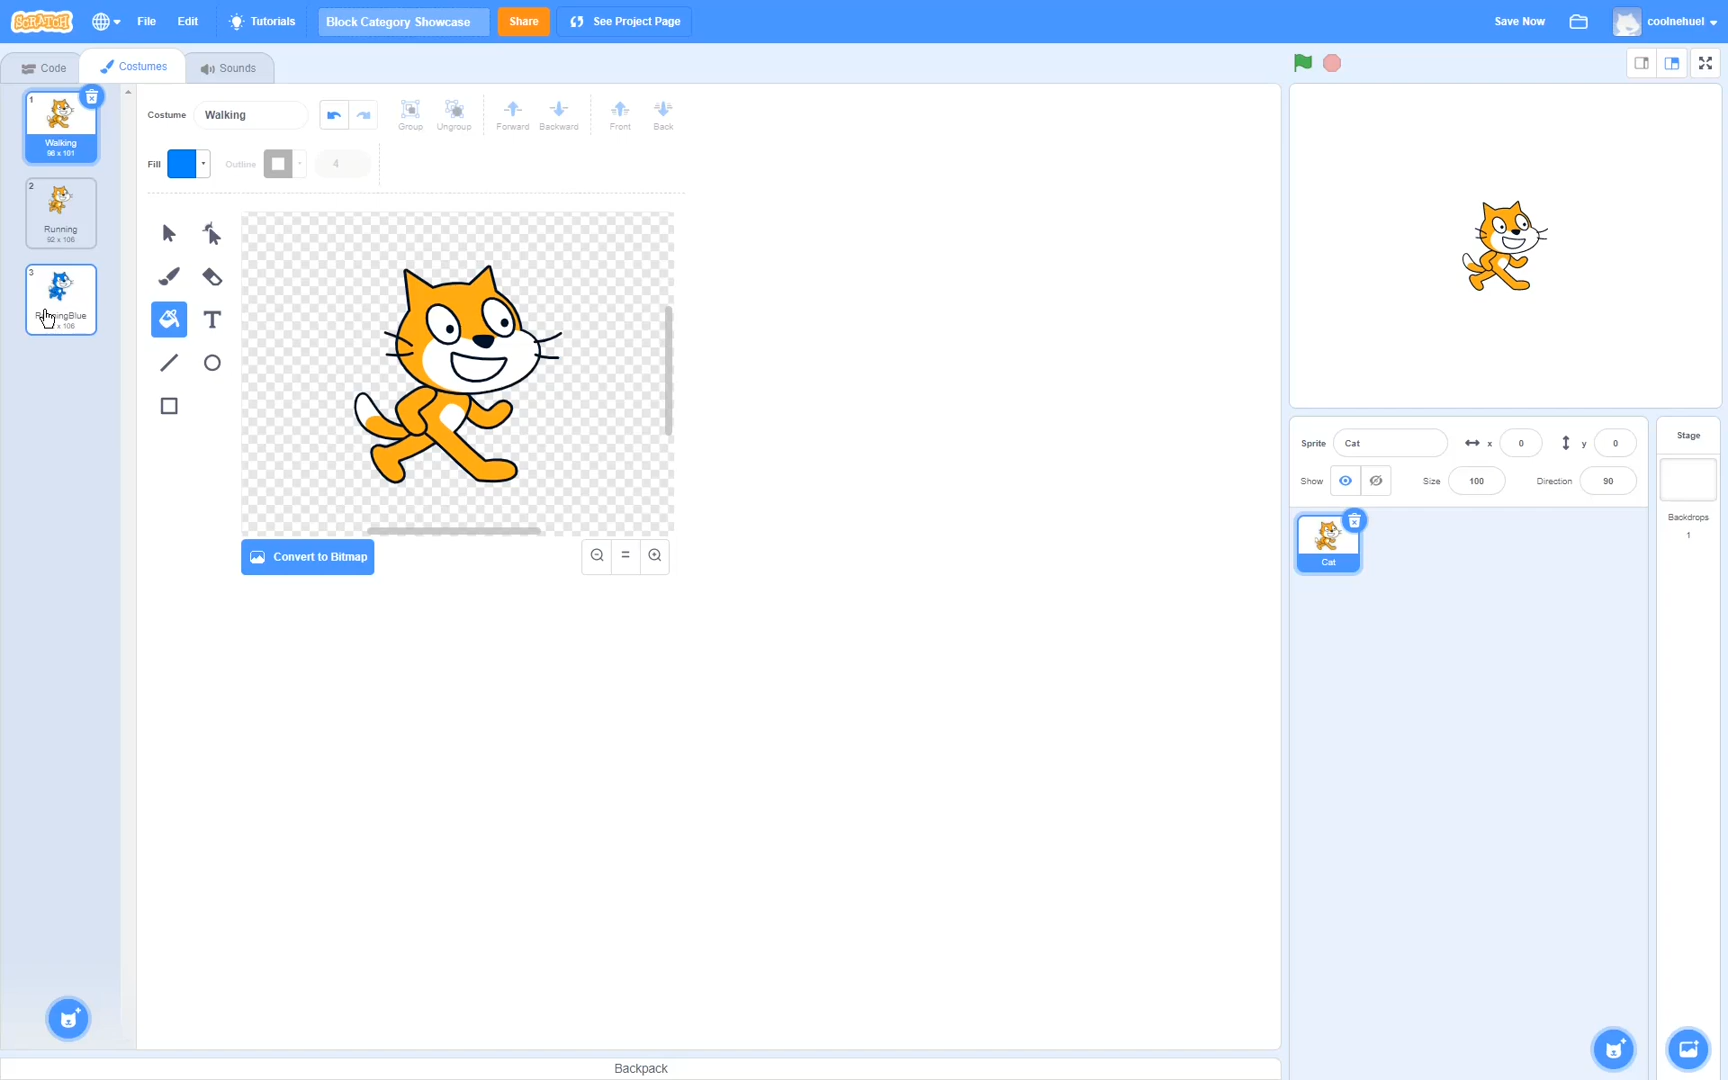 SCRATCH File Edit Tutorials Block Category Showcase Share See Project Page Save Now coolnehuel
Code Costumes Sounds
1
Walking
96 x 101
2
Running
92 x 106
3
x 106
Costume Walking Group Ungroup Forward Backward Front Back
Fill Outline 4
T
Convert to Bitmap
Sprite Cat x 0 y 0
Show Size 100 Direction 90
Cat
Stage
Backdrops
1
Backpack